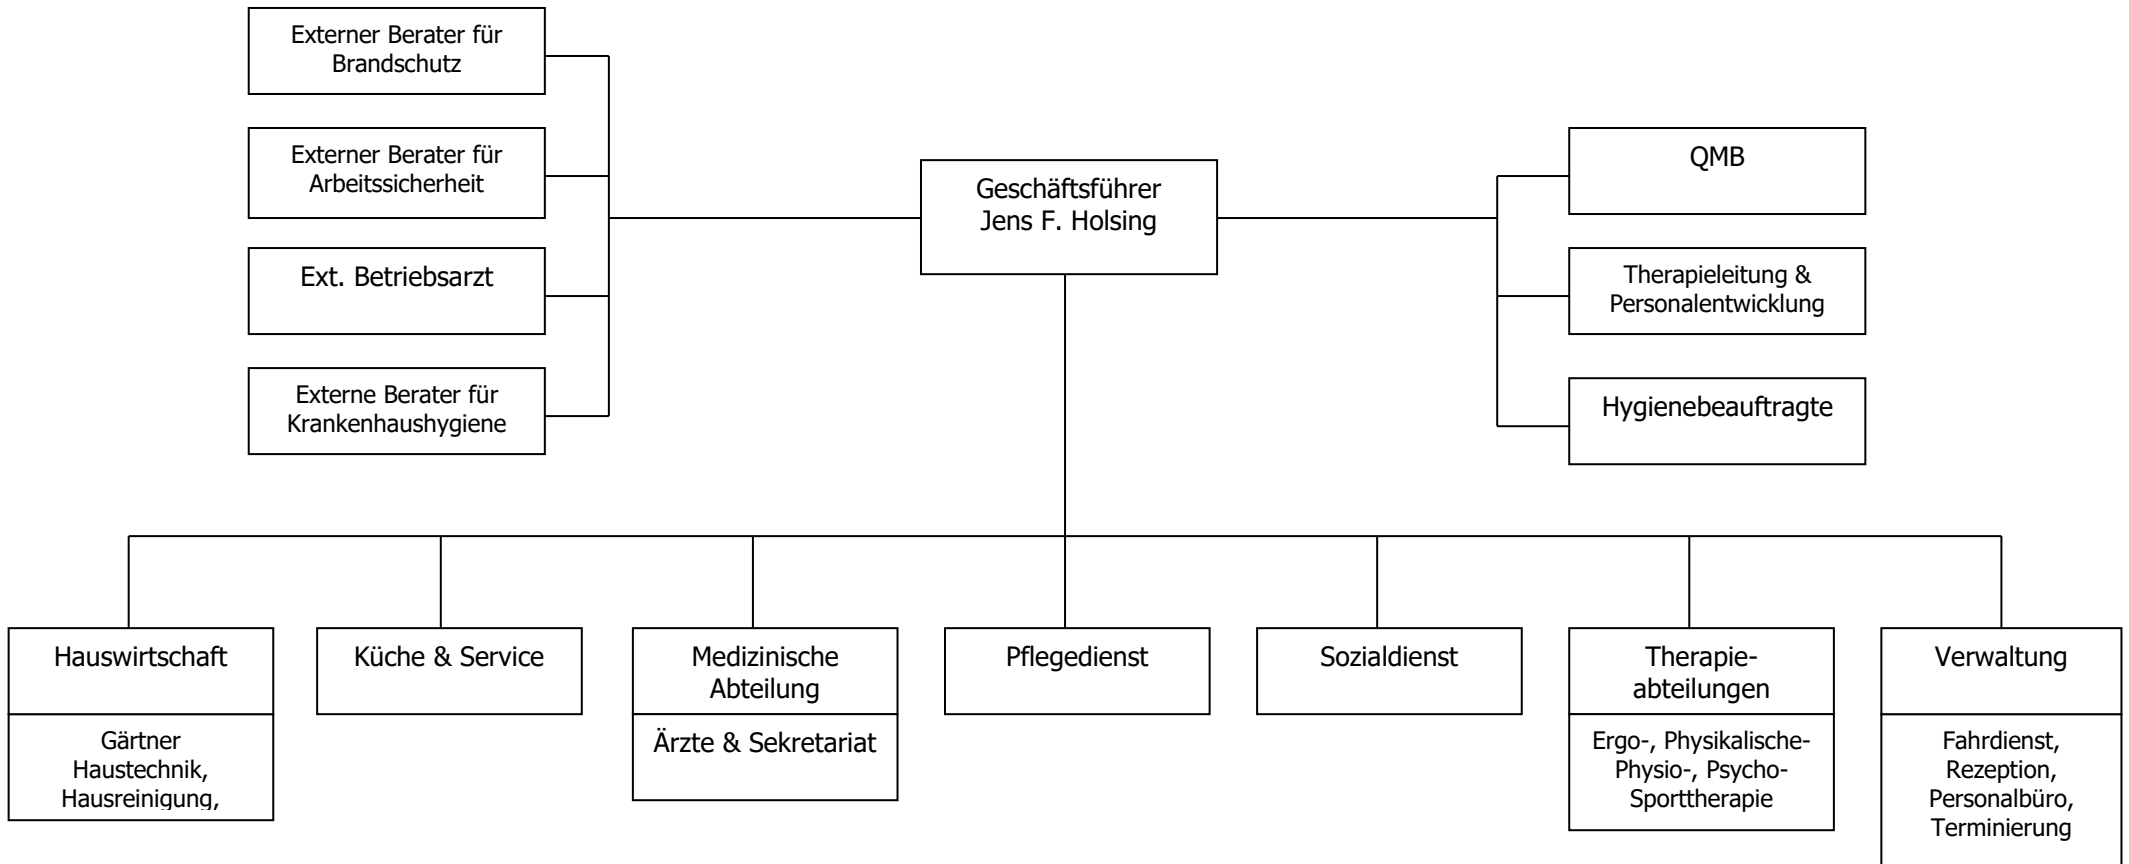 Externer Berater für
Brandschutz
Externer Berater für
Arbeitssicherheit
Ext. Betriebsarzt
Externe Berater für
Krankenhaushygiene
Geschäftsführer
Jens F. Holsing
QMB
Therapieleitung &
Personalentwicklung
Hygienebeauftragte
Hauswirtschaft
Gärtner
Haustechnik,
Hausreinigung,
Küche & Service
Medizinische
Abteilung
Ärzte & Sekretariat
Pflegedienst
Sozialdienst
Therapie-
abteilungen
Ergo-, Physikalische-
Physio-, Psycho-
Sporttherapie
Verwaltung
Fahrdienst,
Rezeption,
Personalbüro,
Terminierung